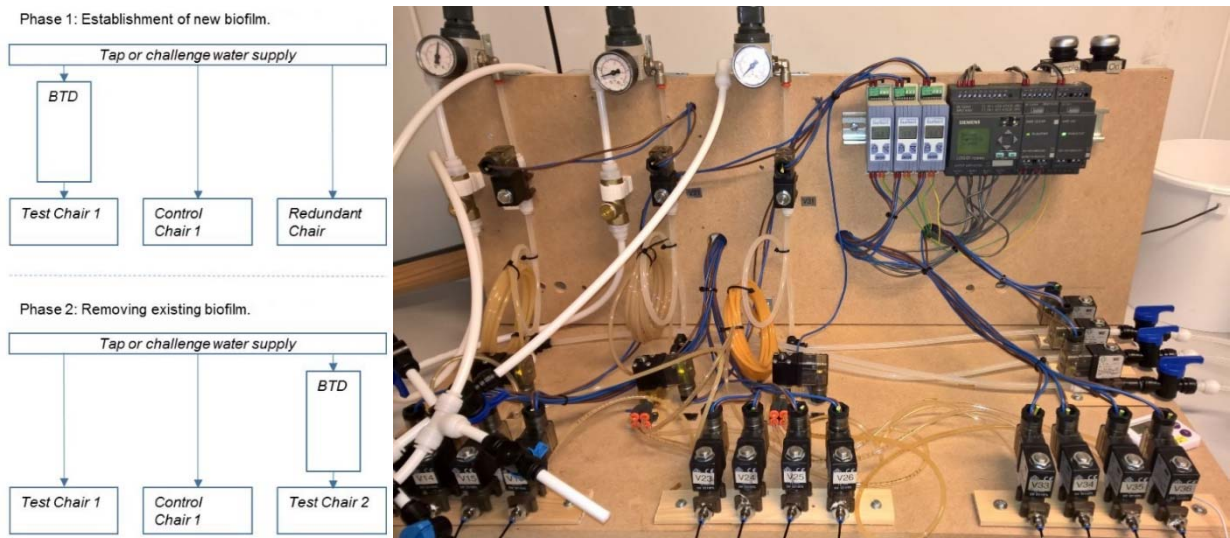 Phase 1: Establishment of new biofilm.
Tap or challenge water supply
BTD
Test Chair 1
Control
Chair 1
Redundant
Chair
Phase 2: Removing existing biofilm.
Tap or challenge water supply
BTD
Test Chair 1
Control
Chair 1
Test Chair 2
SIEMENS
V14
V15
V23
V24
V25
V26
V33
V34
V35
V36